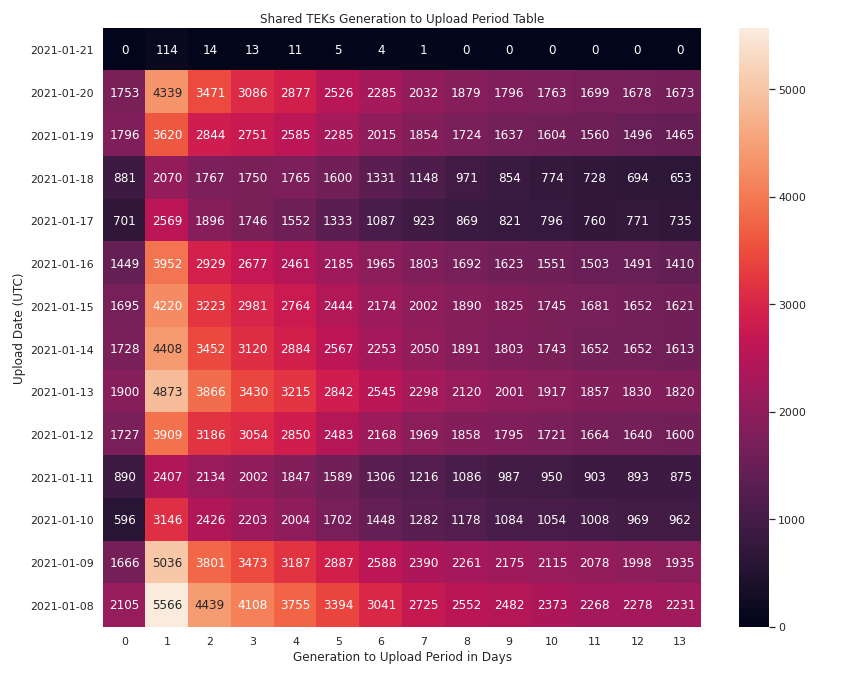 Shared TEKs Generation to Upload Period Table
2021-01-21 0 114 14 13 11 5 4 1 0 0 0 0 0 0
2021-01-20 1753 4339 3471 3086 2877 2526 2285 2032 1879 1796 1763 1699 1678 1673
5000
2021-01-19 1796 3620 2844 2751 2585 2285 2015 1854 1724 1637 1604 1560 1496 1465
2021-01-18 881 2070 1767 1750 1765 1600 1331 1148 971 854 774 728 694 653
4000
2021-01-17 701 2569 1896 1746 1552 1333 1087 923 869 821 796 760 771 735
2021-01-16 1449 3952 2929 2677 2461 2185 1965 1803 1692 1623 1551 1503 1491 1410
2021-01-15 1695 4220 3223 2981 2764 2444 2174 2002 1890 1825 1745 1681 1652 1621
3000
Upload Date (UTC)
2021-01-14 1728 4408 3452 3120 2884 2567 2253 2050 1891 1803 1743 1652 1652 1613
2021-01-13 1900 4873 3866 3430 3215 2842 2545 2298 2120 2001 1917 1857 1830 1820
2000
2021-01-12 1727 3909 3186 3054 2850 2483 2168 1969 1858 1795 1721 1664 1640 1600
2021-01-11 890 2407 2134 2002 1847 1589 1306 1216 1086 987 950 903 893 875
2021-01-10 596 3146 2426 2203 2004 1702 1448 1282 1178 1084 1054 1008 969 962
1000
2021-01-09 1666 5036 3801 3473 3187 2887 2588 2390 2261 2175 2115 2078 1998 1935
2021-01-08 2105 5566 4439 4108 3755 3394 3041 2725 2552 2482 2373 2268 2278 2231
0
0 1 2 3 4 5 6 7 8 9 10 11 12 13
Generation to Upload Period in Days